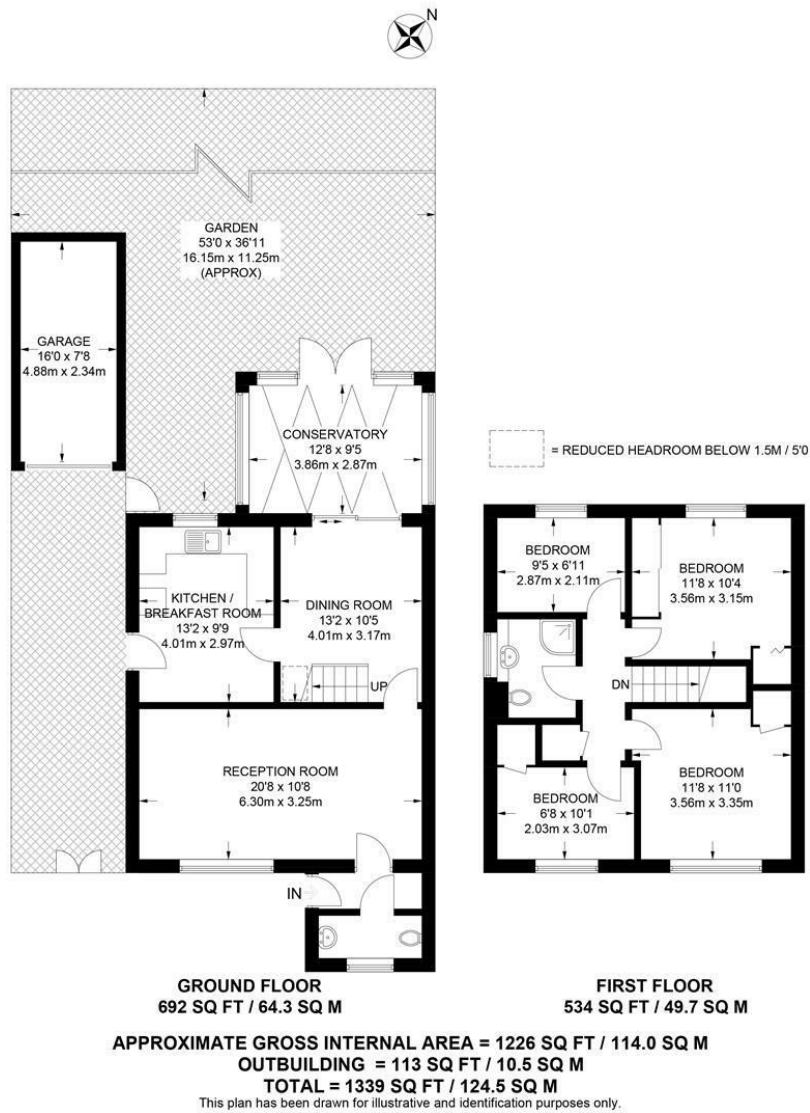 N
GARDEN
53'0 x 36'11
16.15m x 11.25m
(APPROX)
GARAGE
16'0 x 7'8
4.88m x 2.34m
CONSERVATORY
12'8 x 9'5
3.86m x 2.87m
KITCHEN /
BREAKFAST ROOM
13'2 x 9'9
4.01m x 2.97m
DINING ROOM
13'2 x 10'5
4.01m x 3.17m
UP
RECEPTION ROOM
20'8 x 10'8
6.30m x 3.25m
IN
GROUND FLOOR
692 SQ FT / 64.3 SQ M
= REDUCED HEADROOM BELOW 1.5M / 5'0
BEDROOM
9'5 x 6'11
2.87m x 2.11m
BEDROOM
11'8 x 10'4
3.56m x 3.15m
DN
BEDROOM
6'8 x 10'1
2.03m x 3.07m
BEDROOM
11'8 x 11'0
3.56m x 3.35m
FIRST FLOOR
534 SQ FT / 49.7 SQ M
APPROXIMATE GROSS INTERNAL AREA = 1226 SQ FT / 114.0 SQ M
OUTBUILDING = 113 SQ FT / 10.5 SQ M
TOTAL = 1339 SQ FT / 124.5 SQ M
This plan has been drawn for illustrative and identification purposes only.